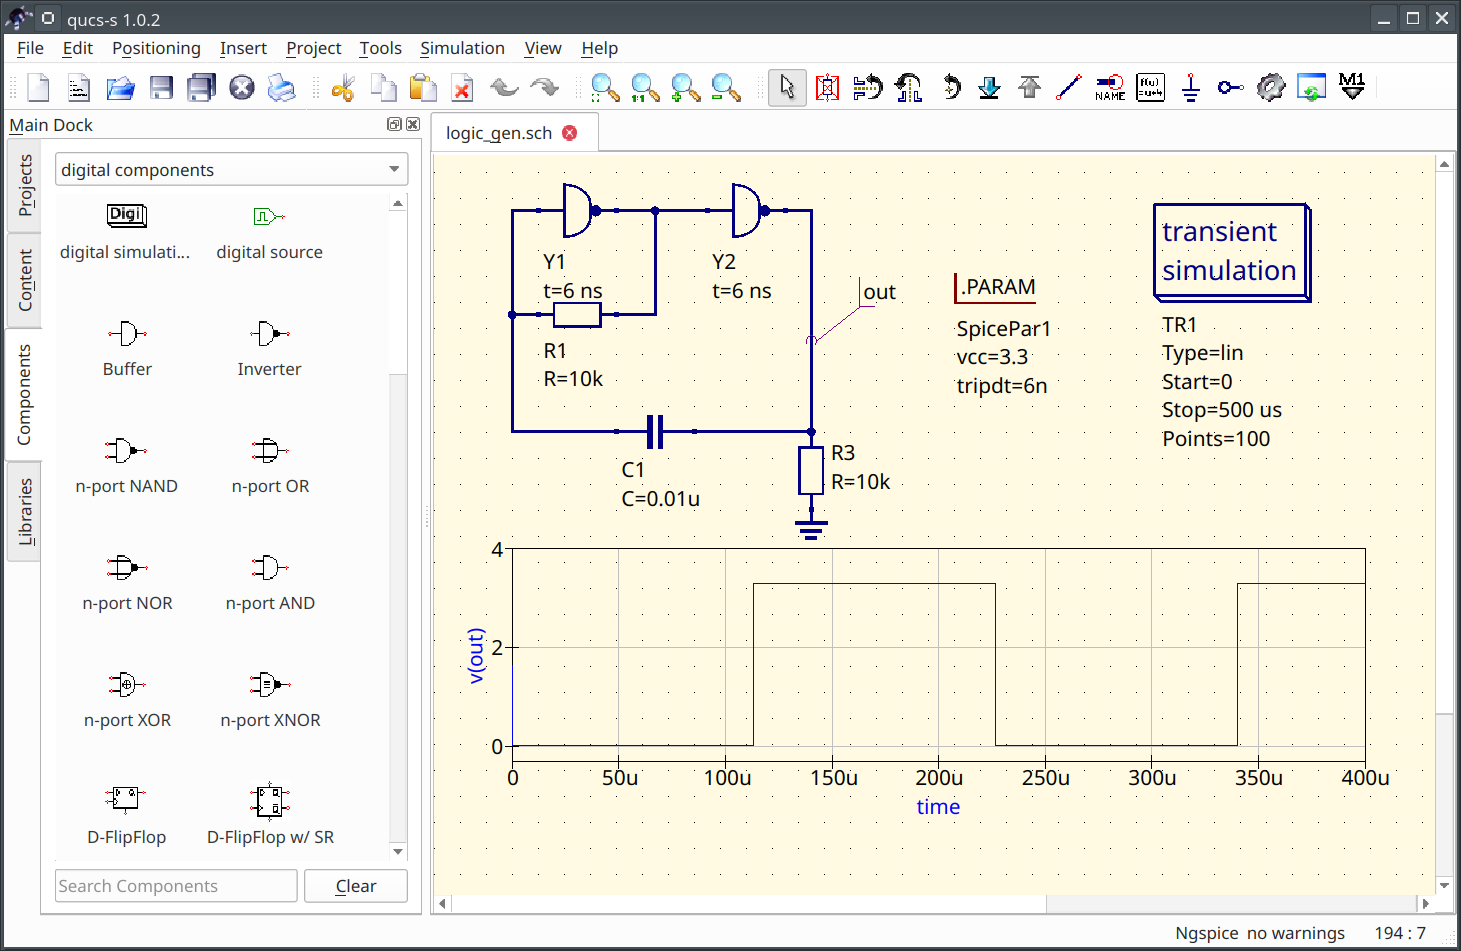 qucs-s 1.0.2
File Edit Positioning Insert Project Tools Simulation View Help
1:1
NAME
f(u)
u=ωt
M1
Main Dock
logic_gen.sch
Projects
Content
Components
Libraries
digital components
Digi
digital simulati... digital source
Buffer Inverter
n-port NAND n-port OR
n-port NOR n-port AND
n-port XOR n-port XNOR
D-FlipFlop D-FlipFlop w/ SR
Search Components Clear
Y1
t=6 ns
Y2
t=6 ns
R1
R=10k
C1
C=0.01u
R3
R=10k
out
.PARAM
SpicePar1
vcc=3.3
tripdt=6n
transient
simulation
TR1
Type=lin
Start=0
Stop=500 us
Points=100
v(out)
4
2
0
0 50u 100u 150u 200u 250u 300u 350u 400u
time
Ngspice no warnings 194 : 7